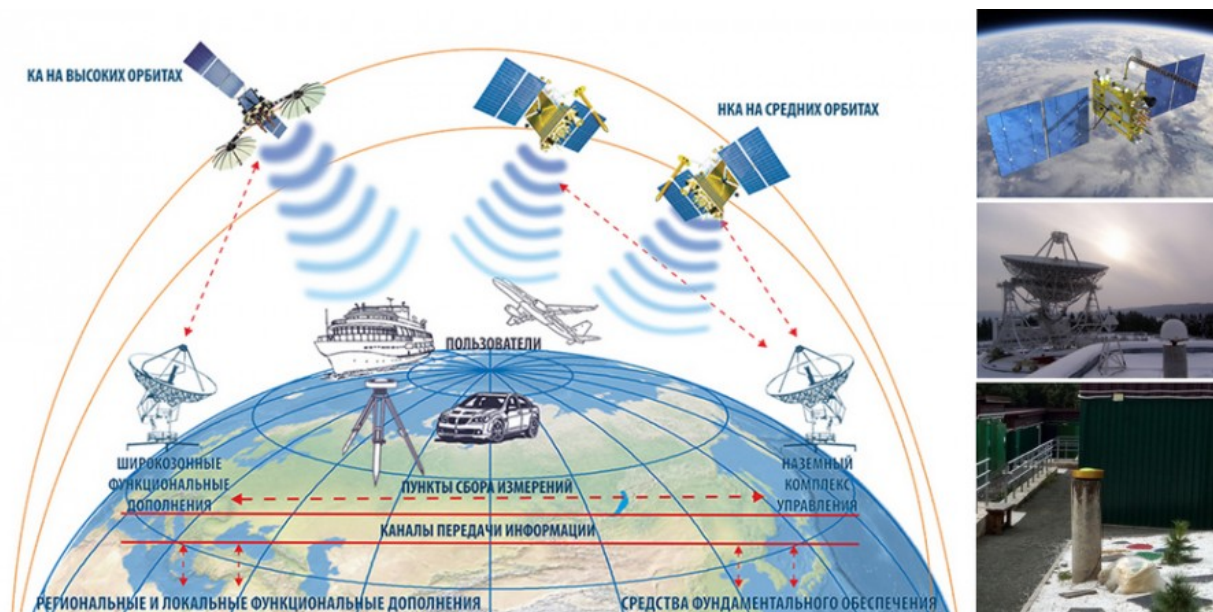 КА НА ВЫСОКИХ ОРБИТАХ
НКА НА СРЕДНИХ ОРБИТАХ
ПОЛЬЗОВАТЕЛИ
ШИРОКОЗОННЫЕ
ФУНКЦИОНАЛЬНЫЕ
ДОПОЛНЕНИЯ
ПУНКТЫ СБОРА ИЗМЕРЕНИЙ
НАЗЕМНЫЙ
КОМПЛЕКС
УПРАВЛЕНИЯ
КАНАЛЫ ПЕРЕДАЧИ ИНФОРМАЦИИ
РЕГИОНАЛЬНЫЕ И ЛОКАЛЬНЫЕ ФУНКЦИОНАЛЬНЫЕ ДОПОЛНЕНИЯ
СРЕДСТВА ФУНДАМЕНТАЛЬНОГО ОБЕСПЕЧЕНИЯ